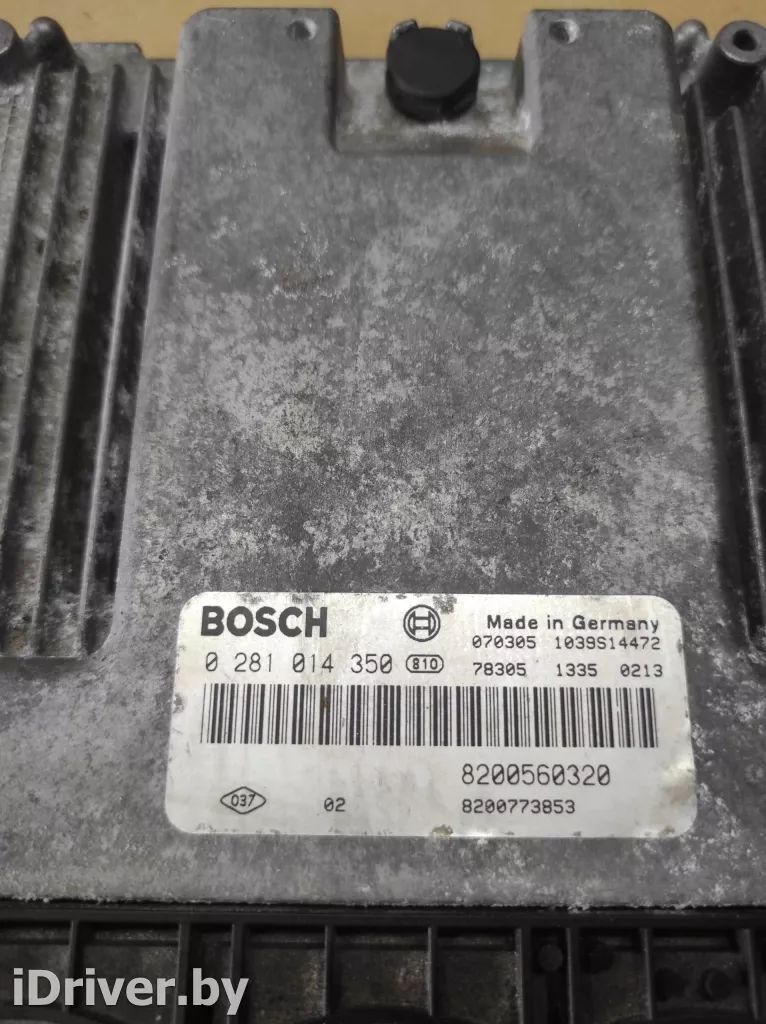 BOSCH Made in Germany
070305 1039S14472
0 281 014 350 810 78305 1335 0213
8200560320
037 02 8200773853
iDriver.by